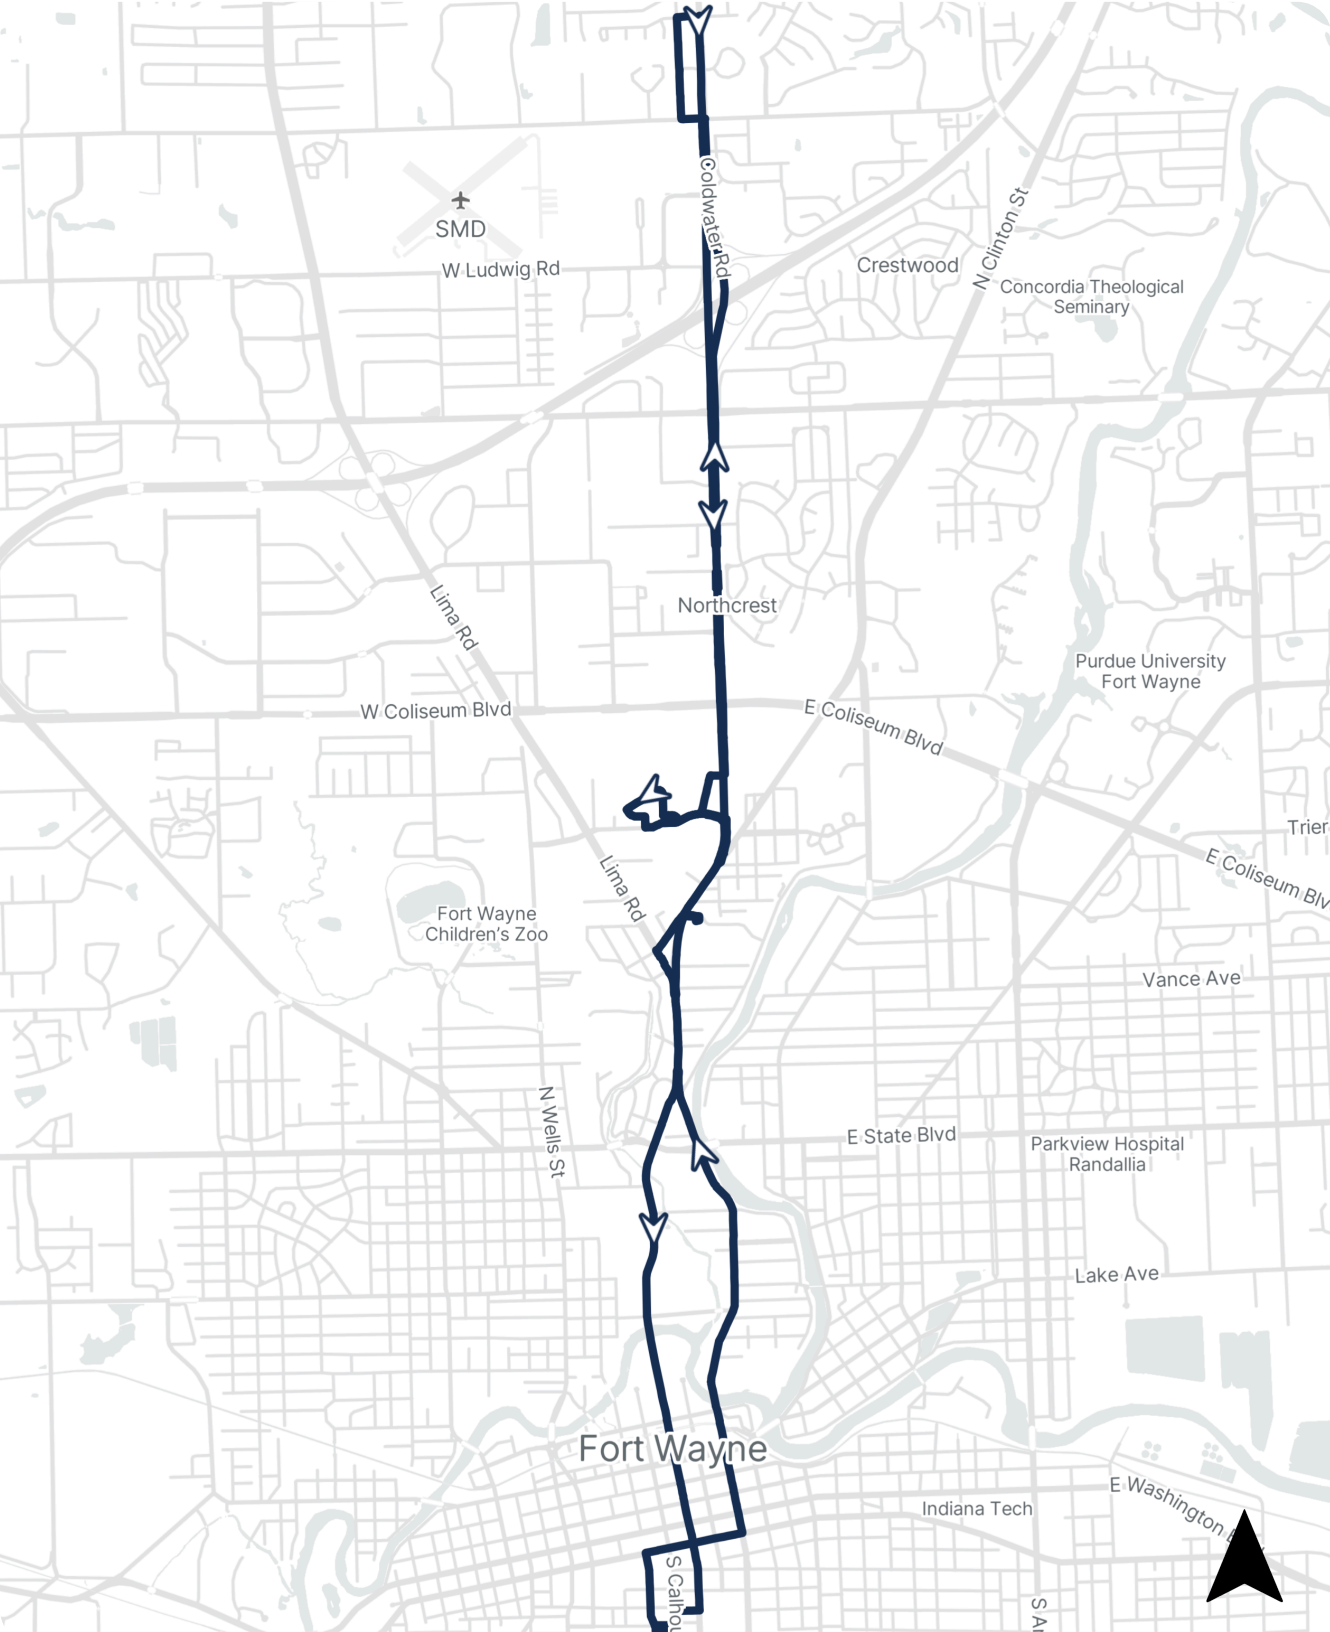 Coldwater Rd
SMD
W Ludwig Rd
Crestwood
N Clinton St
Concordia Theological
Seminary
Lima Rd
Northcrest
Purdue University
Fort Wayne
W Coliseum Blvd
E Coliseum Blvd
Trier
E Coliseum Blv
Lima Rd
Fort Wayne
Children's Zoo
Vance Ave
N Wells St
E State Blvd
Parkview Hospital
Randallia
Lake Ave
Fort Wayne
E Washington B
Indiana Tech
S Calhou
S A